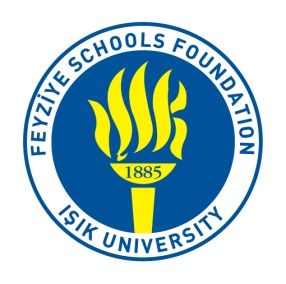 FEYZİYE SCHOOLS FOUNDATION
1885
IŞIK UNIVERSITY